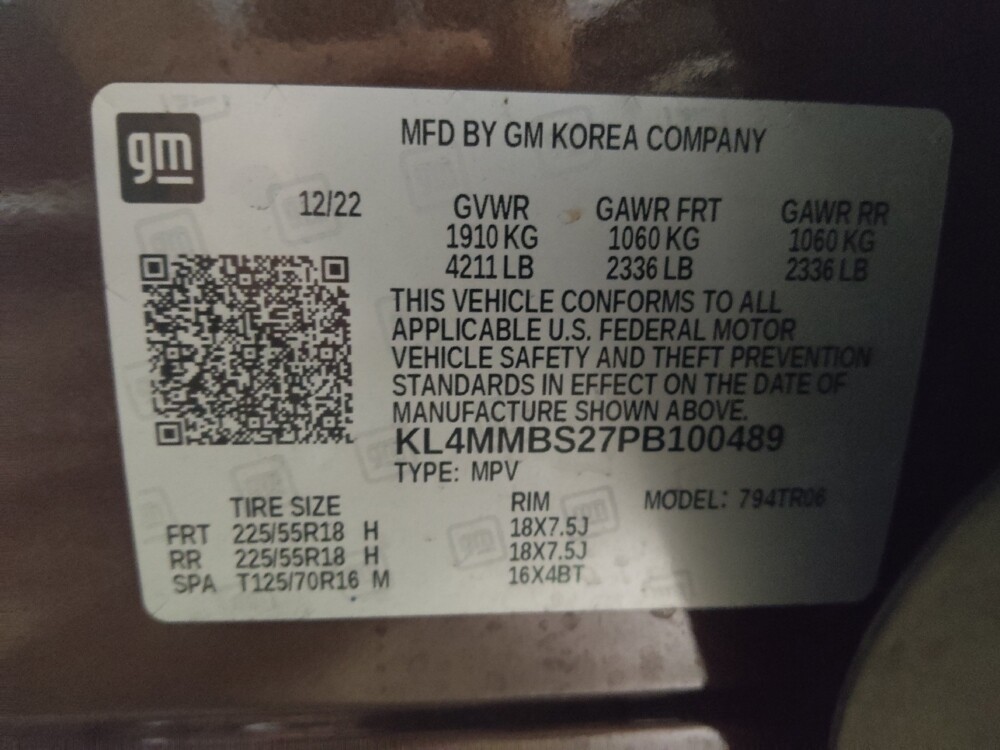 gm
MFD BY GM KOREA COMPANY
12/22 GVWR GAWR FRT GAWR RR
1910 KG 1060 KG 1060 KG
4211 LB 2336 LB 2336 LB
THIS VEHICLE CONFORMS TO ALL
APPLICABLE U.S. FEDERAL MOTOR
VEHICLE SAFETY AND THEFT PREVENTION
STANDARDS IN EFFECT ON THE DATE OF
MANUFACTURE SHOWN ABOVE.
KL4MMBS27PB100489
TYPE: MPV
TIRE SIZE RIM MODEL: 794TR06
FRT 225/55R18 H 18X7.5J
RR 225/55R18 H 18X7.5J
SPA T125/70R16 M 16X4BT